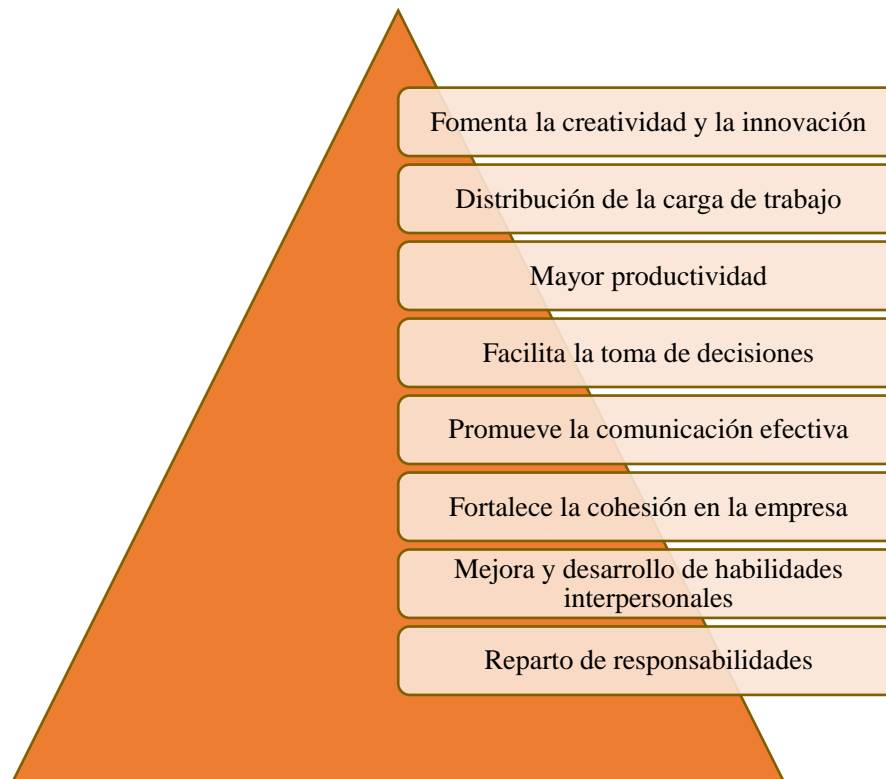 Fomenta la creatividad y la innovación
Distribución de la carga de trabajo
Mayor productividad
Facilita la toma de decisiones
Promueve la comunicación efectiva
Fortalece la cohesión en la empresa
Mejora y desarrollo de habilidades
interpersonales
Reparto de responsabilidades